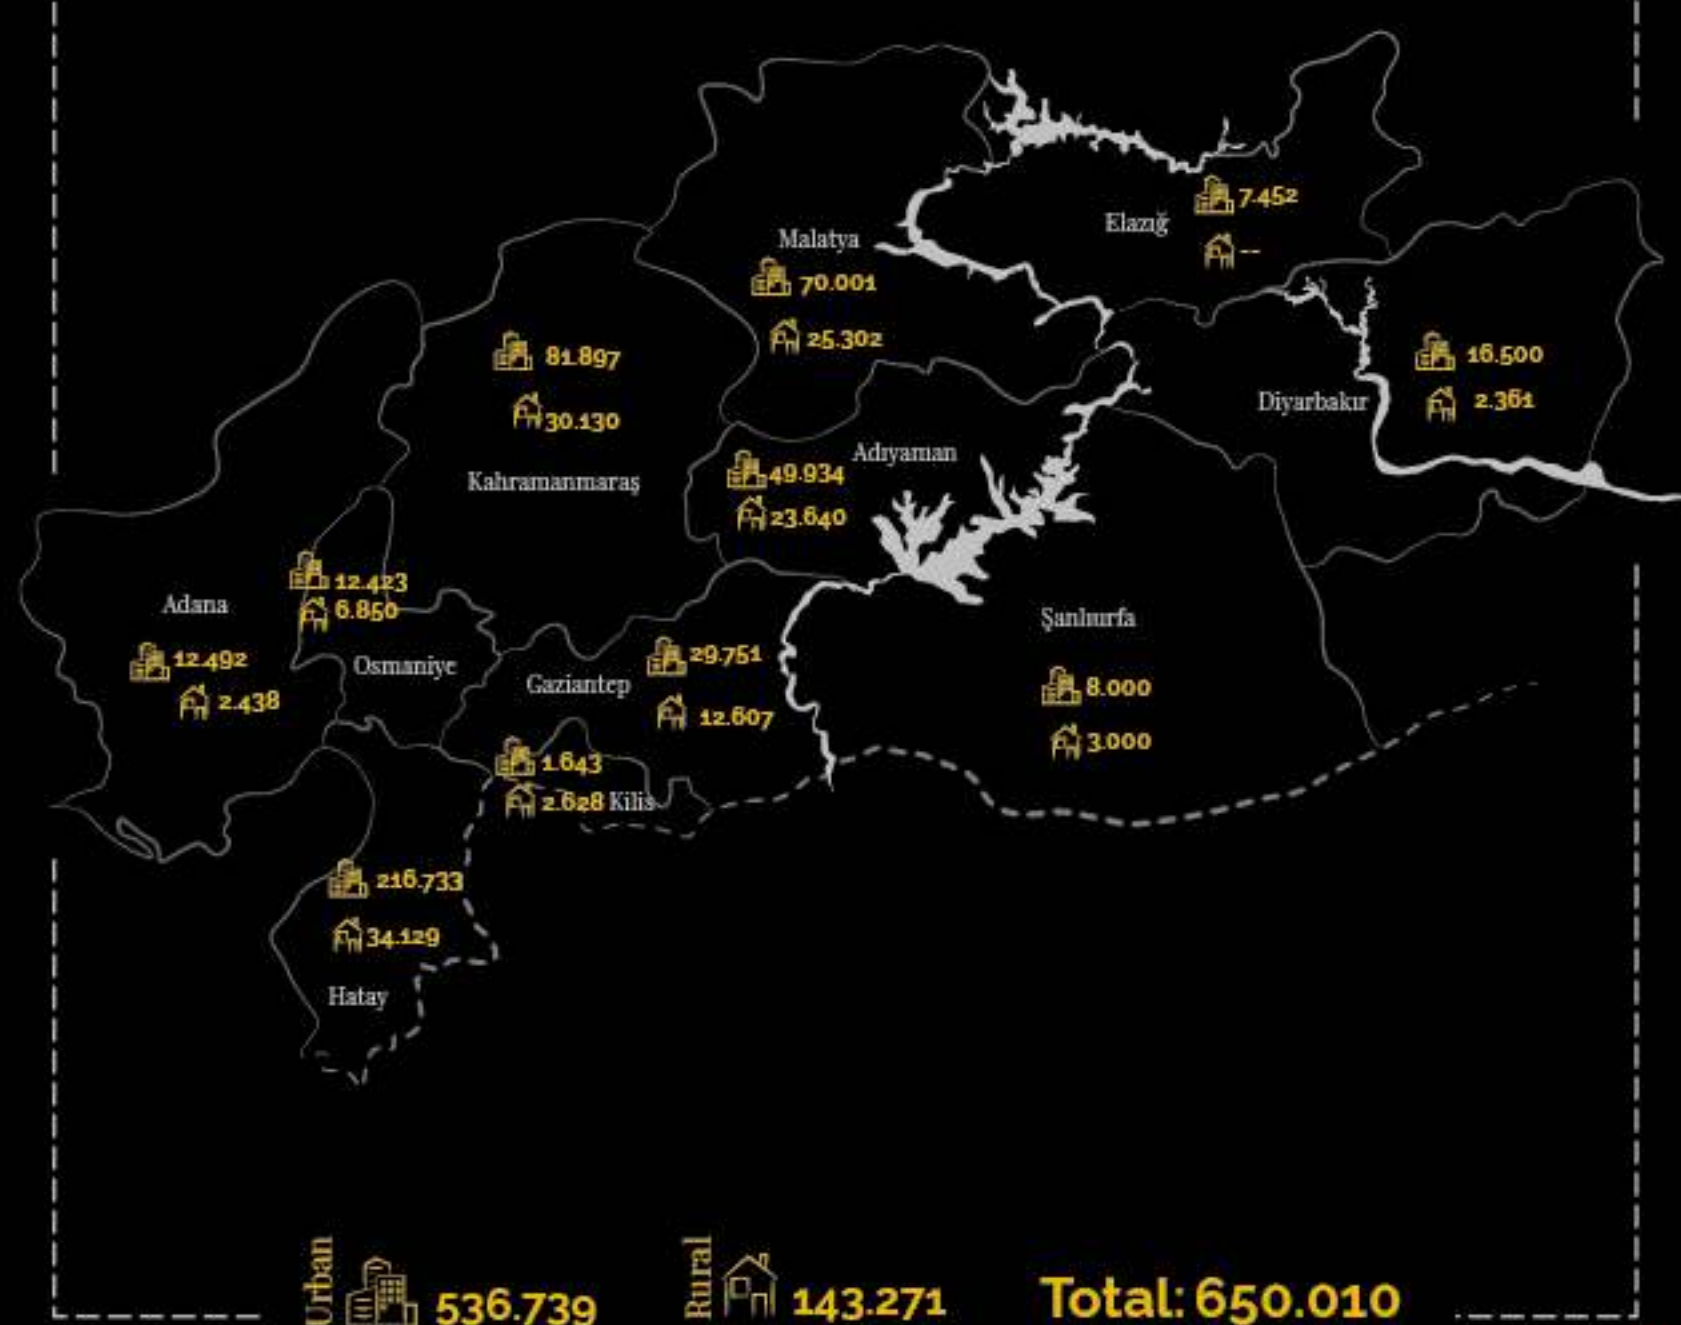 Elazığ
7.452
--
Malatya
70.001
25.302
81.897
30.130
Kahramanmaraş
Diyarbakır
16.500
2.361
Adıyaman
49.934
23.640
Adana
12.492
2.438
12.423
6.850
Osmaniye
Gaziantep
29.751
12.607
Şanlıurfa
8.000
3.000
1.643
2.628 Kilis
216.733
34.129
Hatay
Urban
536.739
Rural
143.271
Total: 650.010